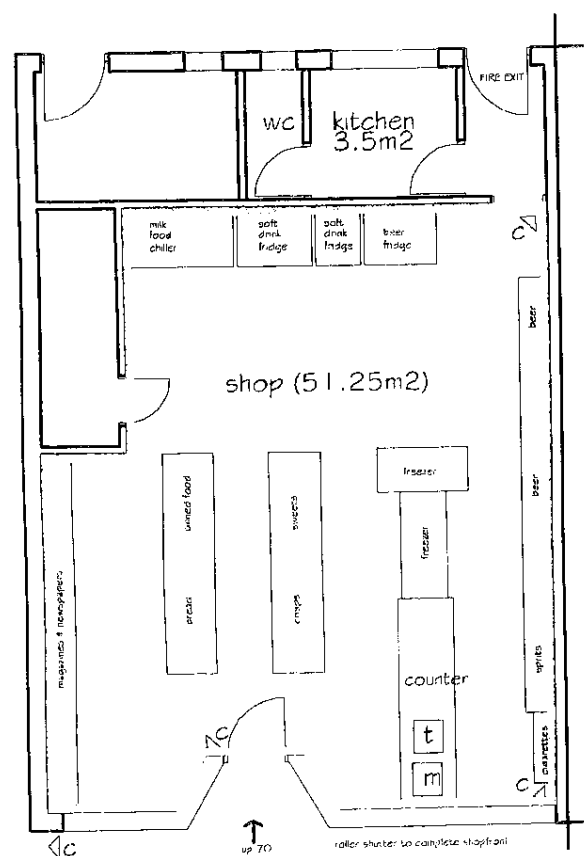 FIRE EXIT
WC
kitchen
3.5m2
milk
food
chiller
soft
drink
fridge
soft
drink
fridge
beer
fridge
C
beer
shop (51.25m2)
freezer
tinned food
sweets
freezer
beer
magazines & newspapers
bread
crisps
spirits
counter
t
m
cigarettes
C
C
C
up 70
roller shutter to complete shopfront